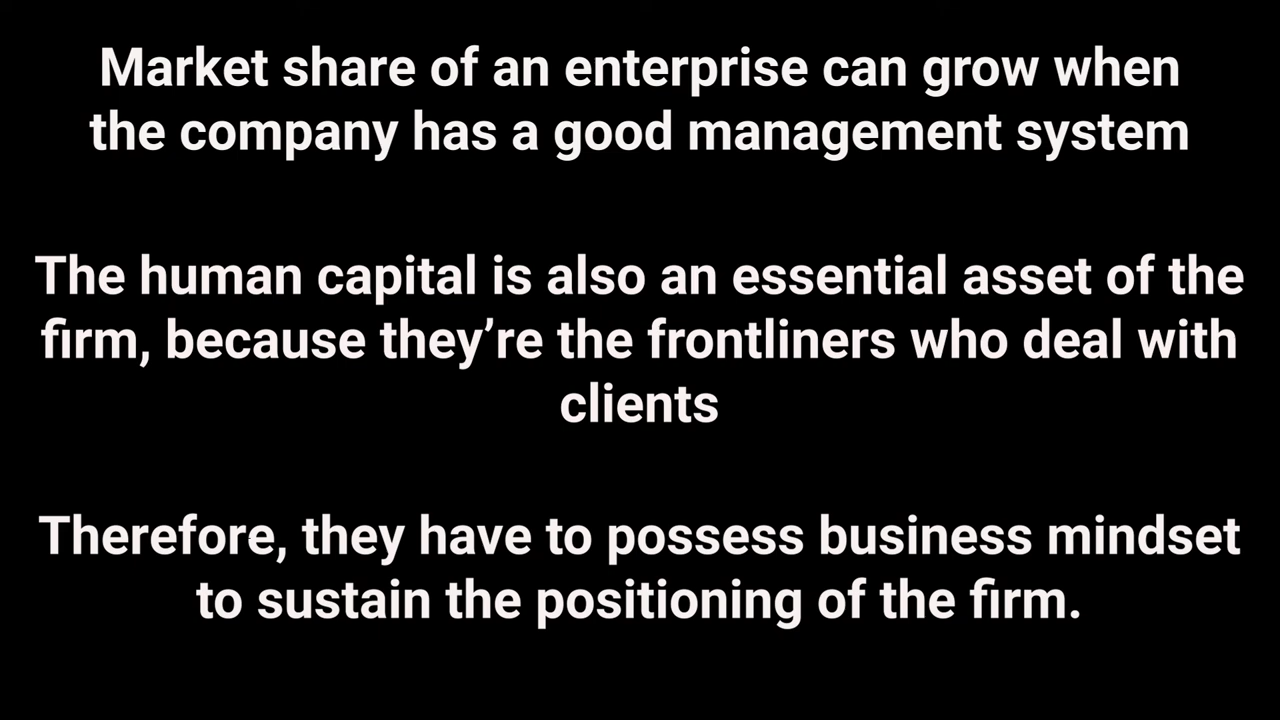 Market share of an enterprise can grow when
the company has a good management system
The human capital is also an essential asset of the
firm, because they’re the frontliners who deal with
clients
Therefore, they have to possess business mindset
to sustain the positioning of the firm.